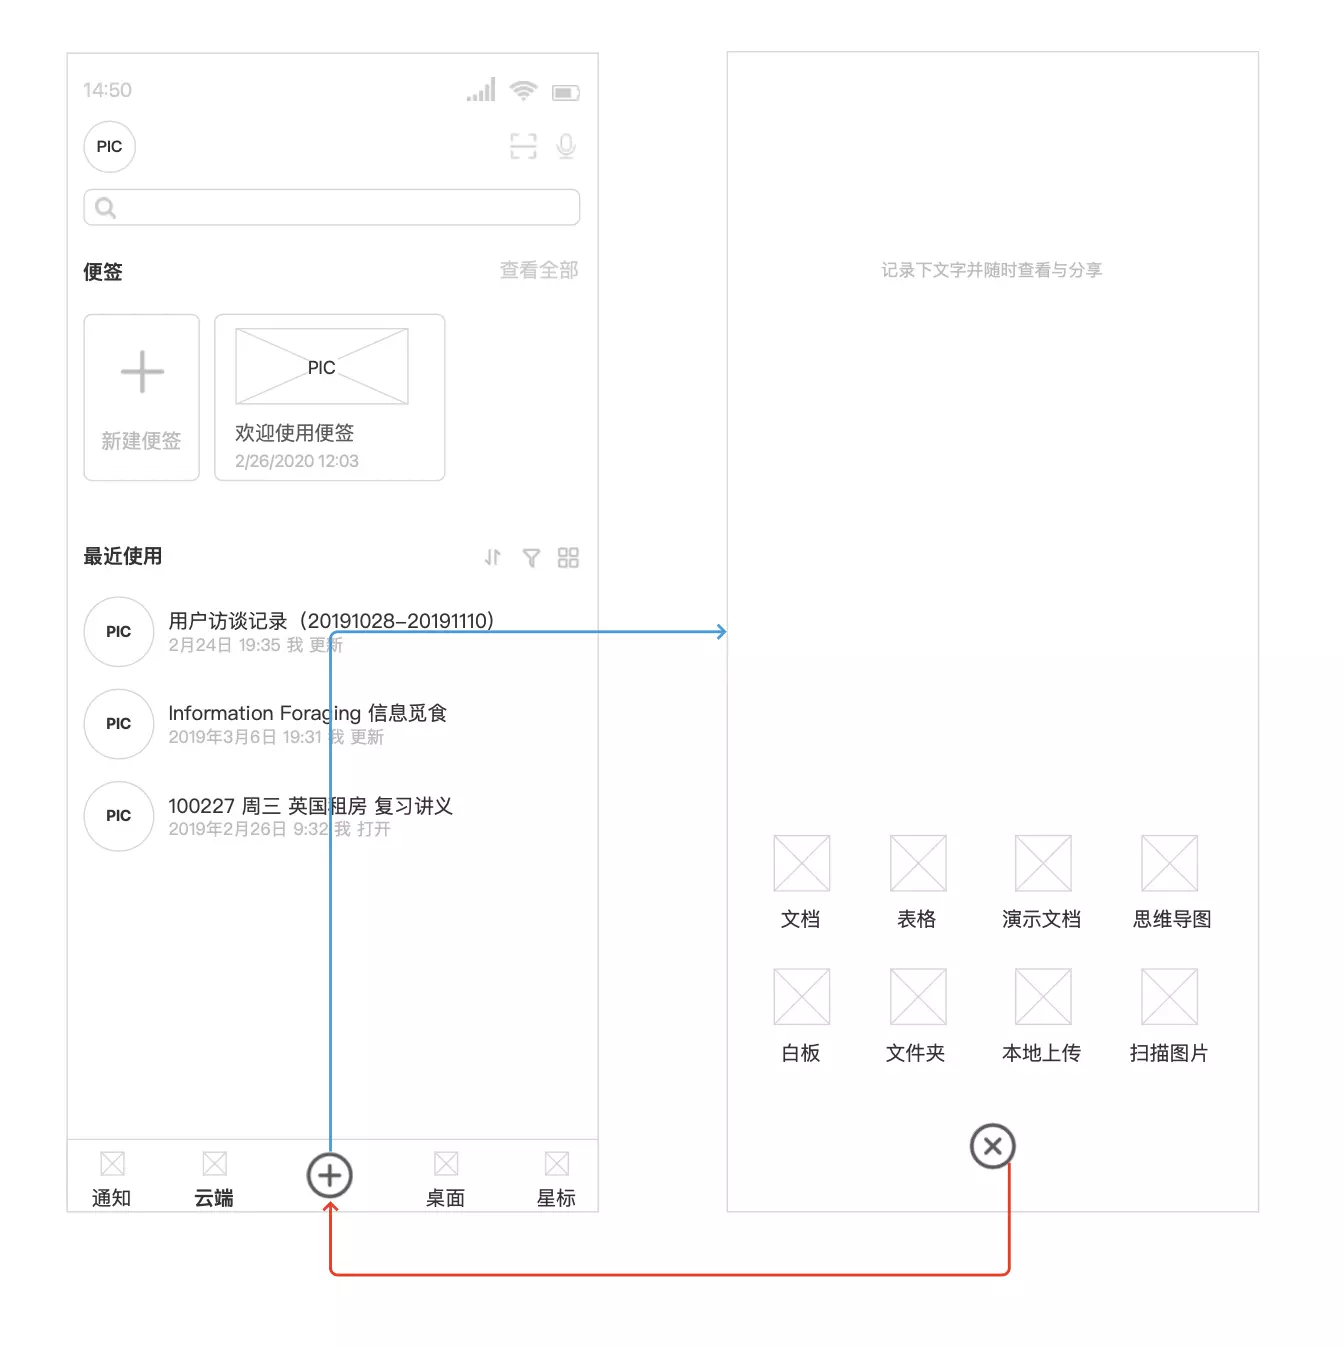 14:50
PIC
便签
查看全部
新建便签
PIC
欢迎使用便签
2/26/2020 12:03
最近使用
PIC
用户访谈记录（20191028–20191110）
2月24日 19:35 我 更新
PIC
Information Foraging 信息觅食
2019年3月6日 19:31 我 更新
PIC
100227 周三 英国租房 复习讲义
2019年2月26日 9:32 我 打开
通知
云端
桌面
星标
记录下文字并随时查看与分享
文档
表格
演示文档
思维导图
白板
文件夹
本地上传
扫描图片